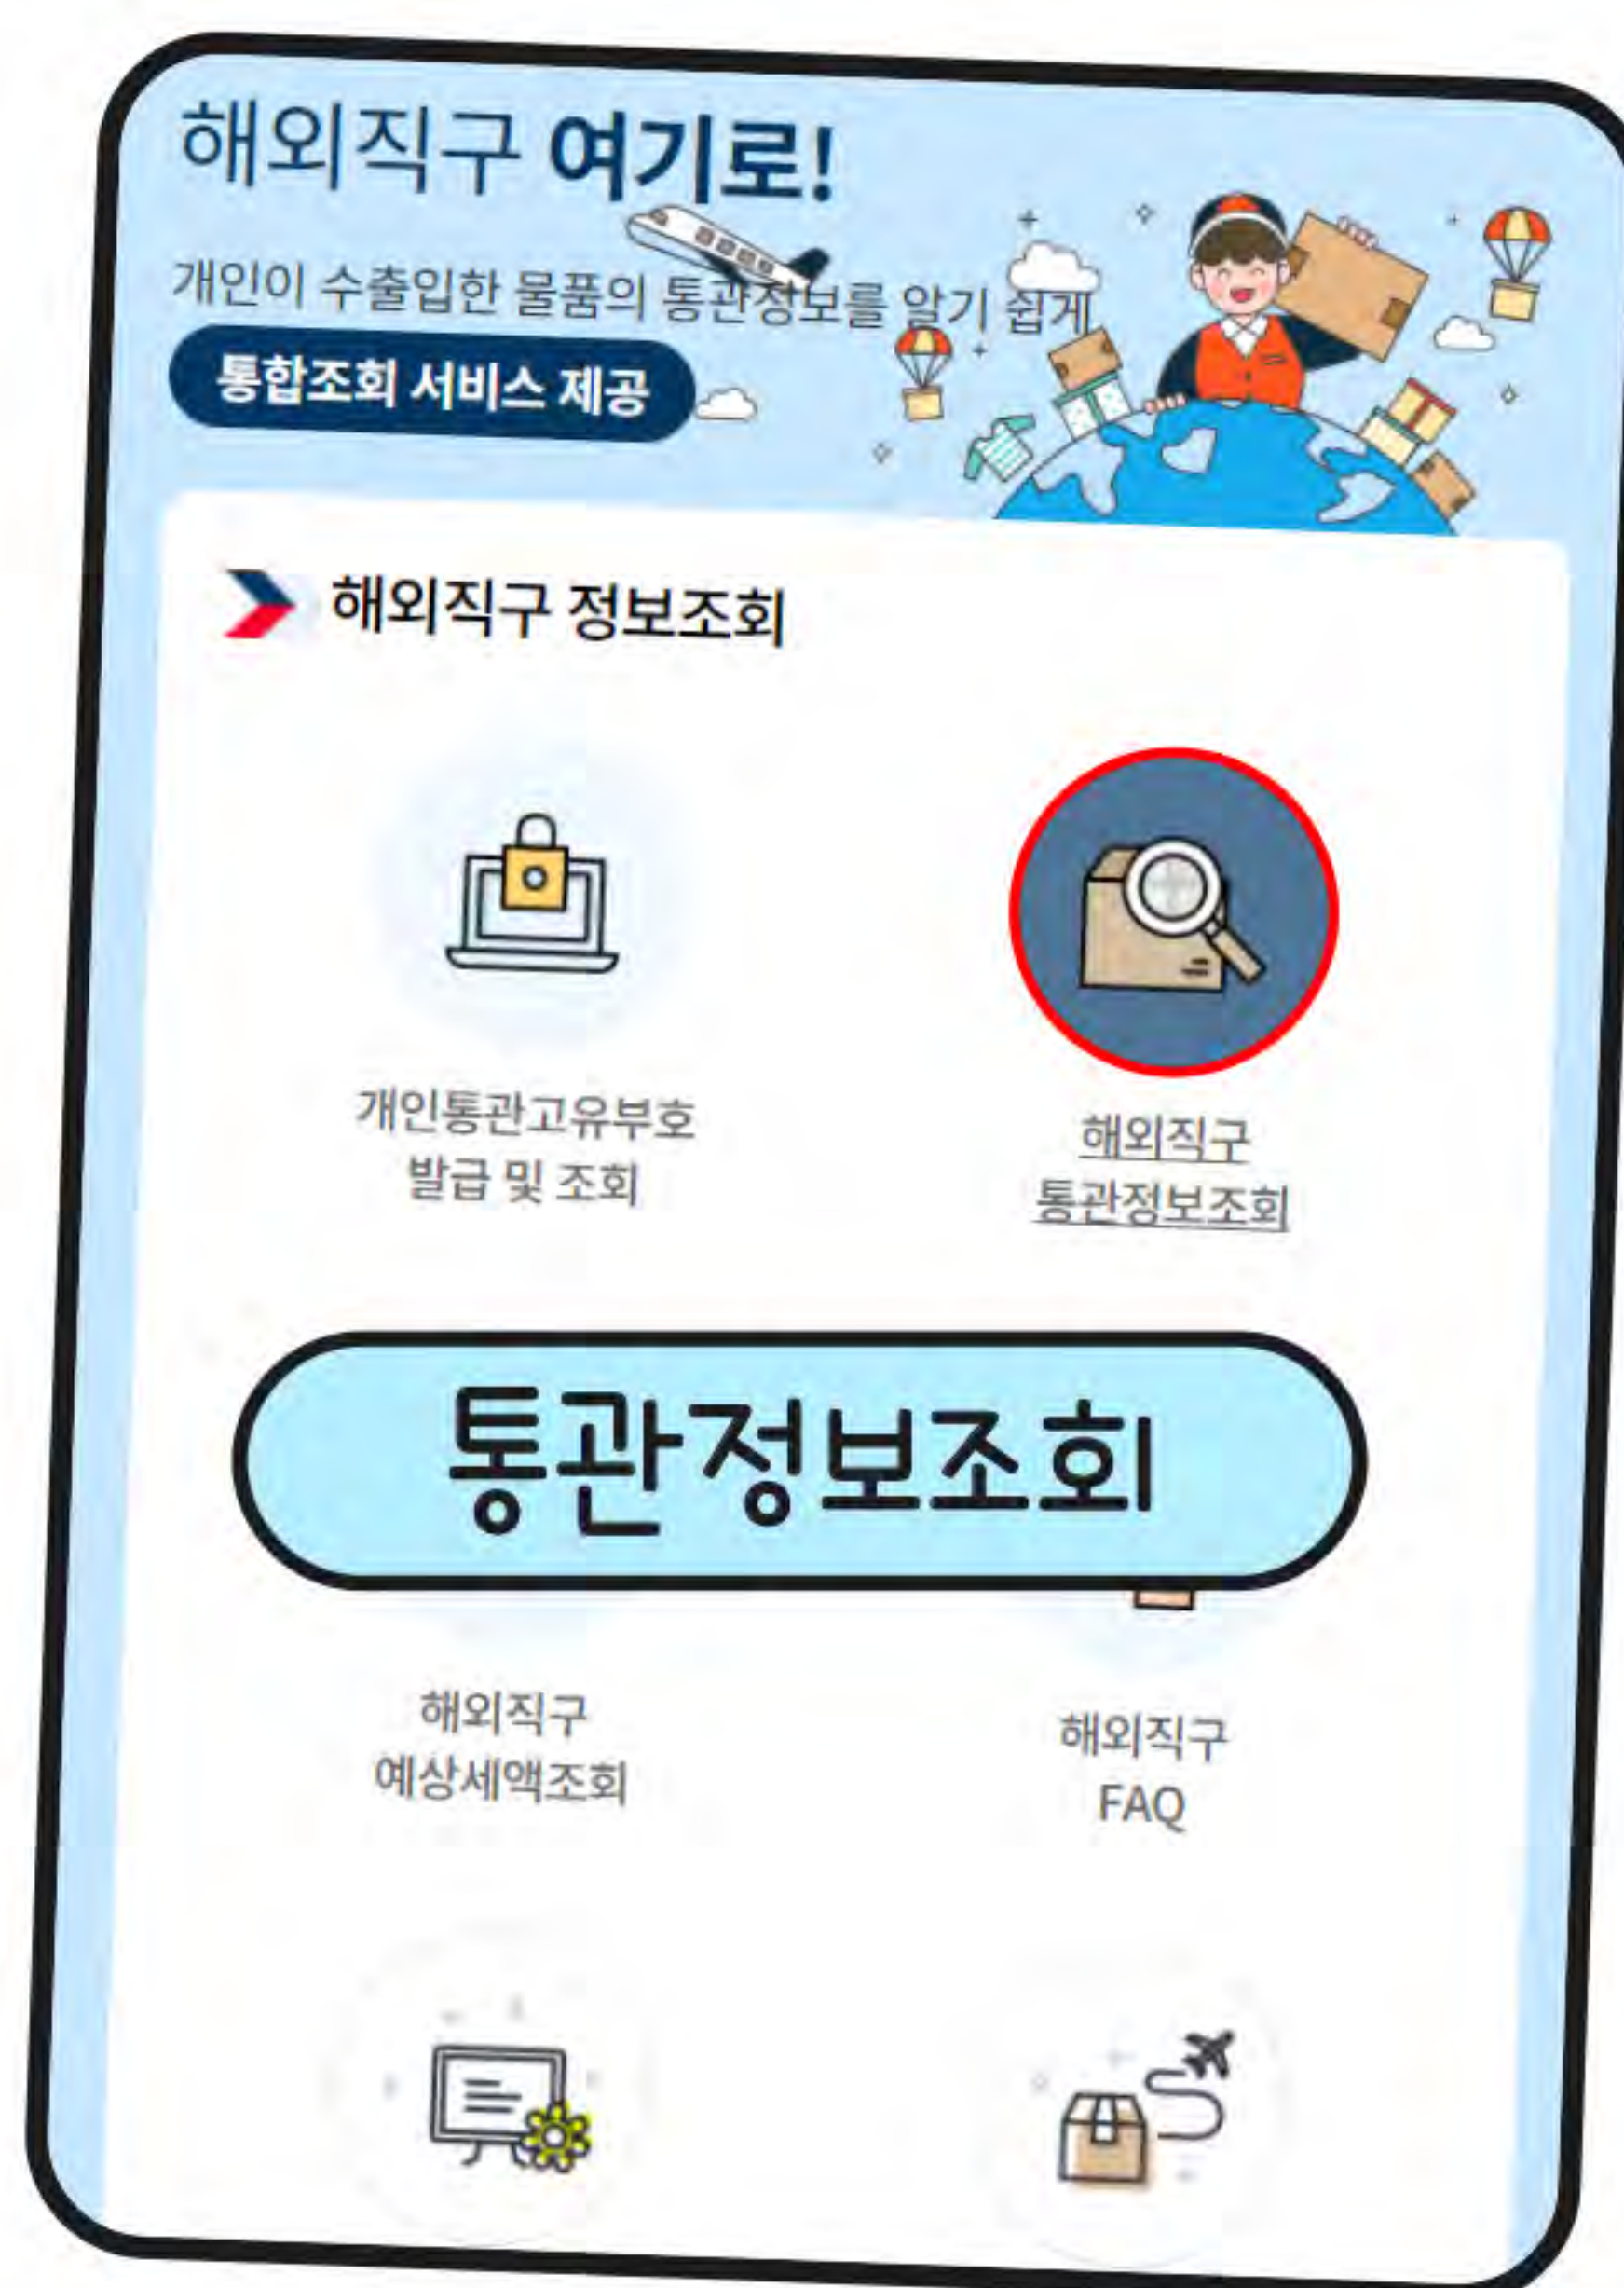 해외직구 여기로!
개인이 수출입한 물품의 통관정보를 알기 쉽게
통합조회 서비스 제공
해외직구 정보조회
개인통관고유부호
발급 및 조회
해외직구
통관정보조회
통관정보조회
해외직구
예상세액조회
해외직구
FAQ